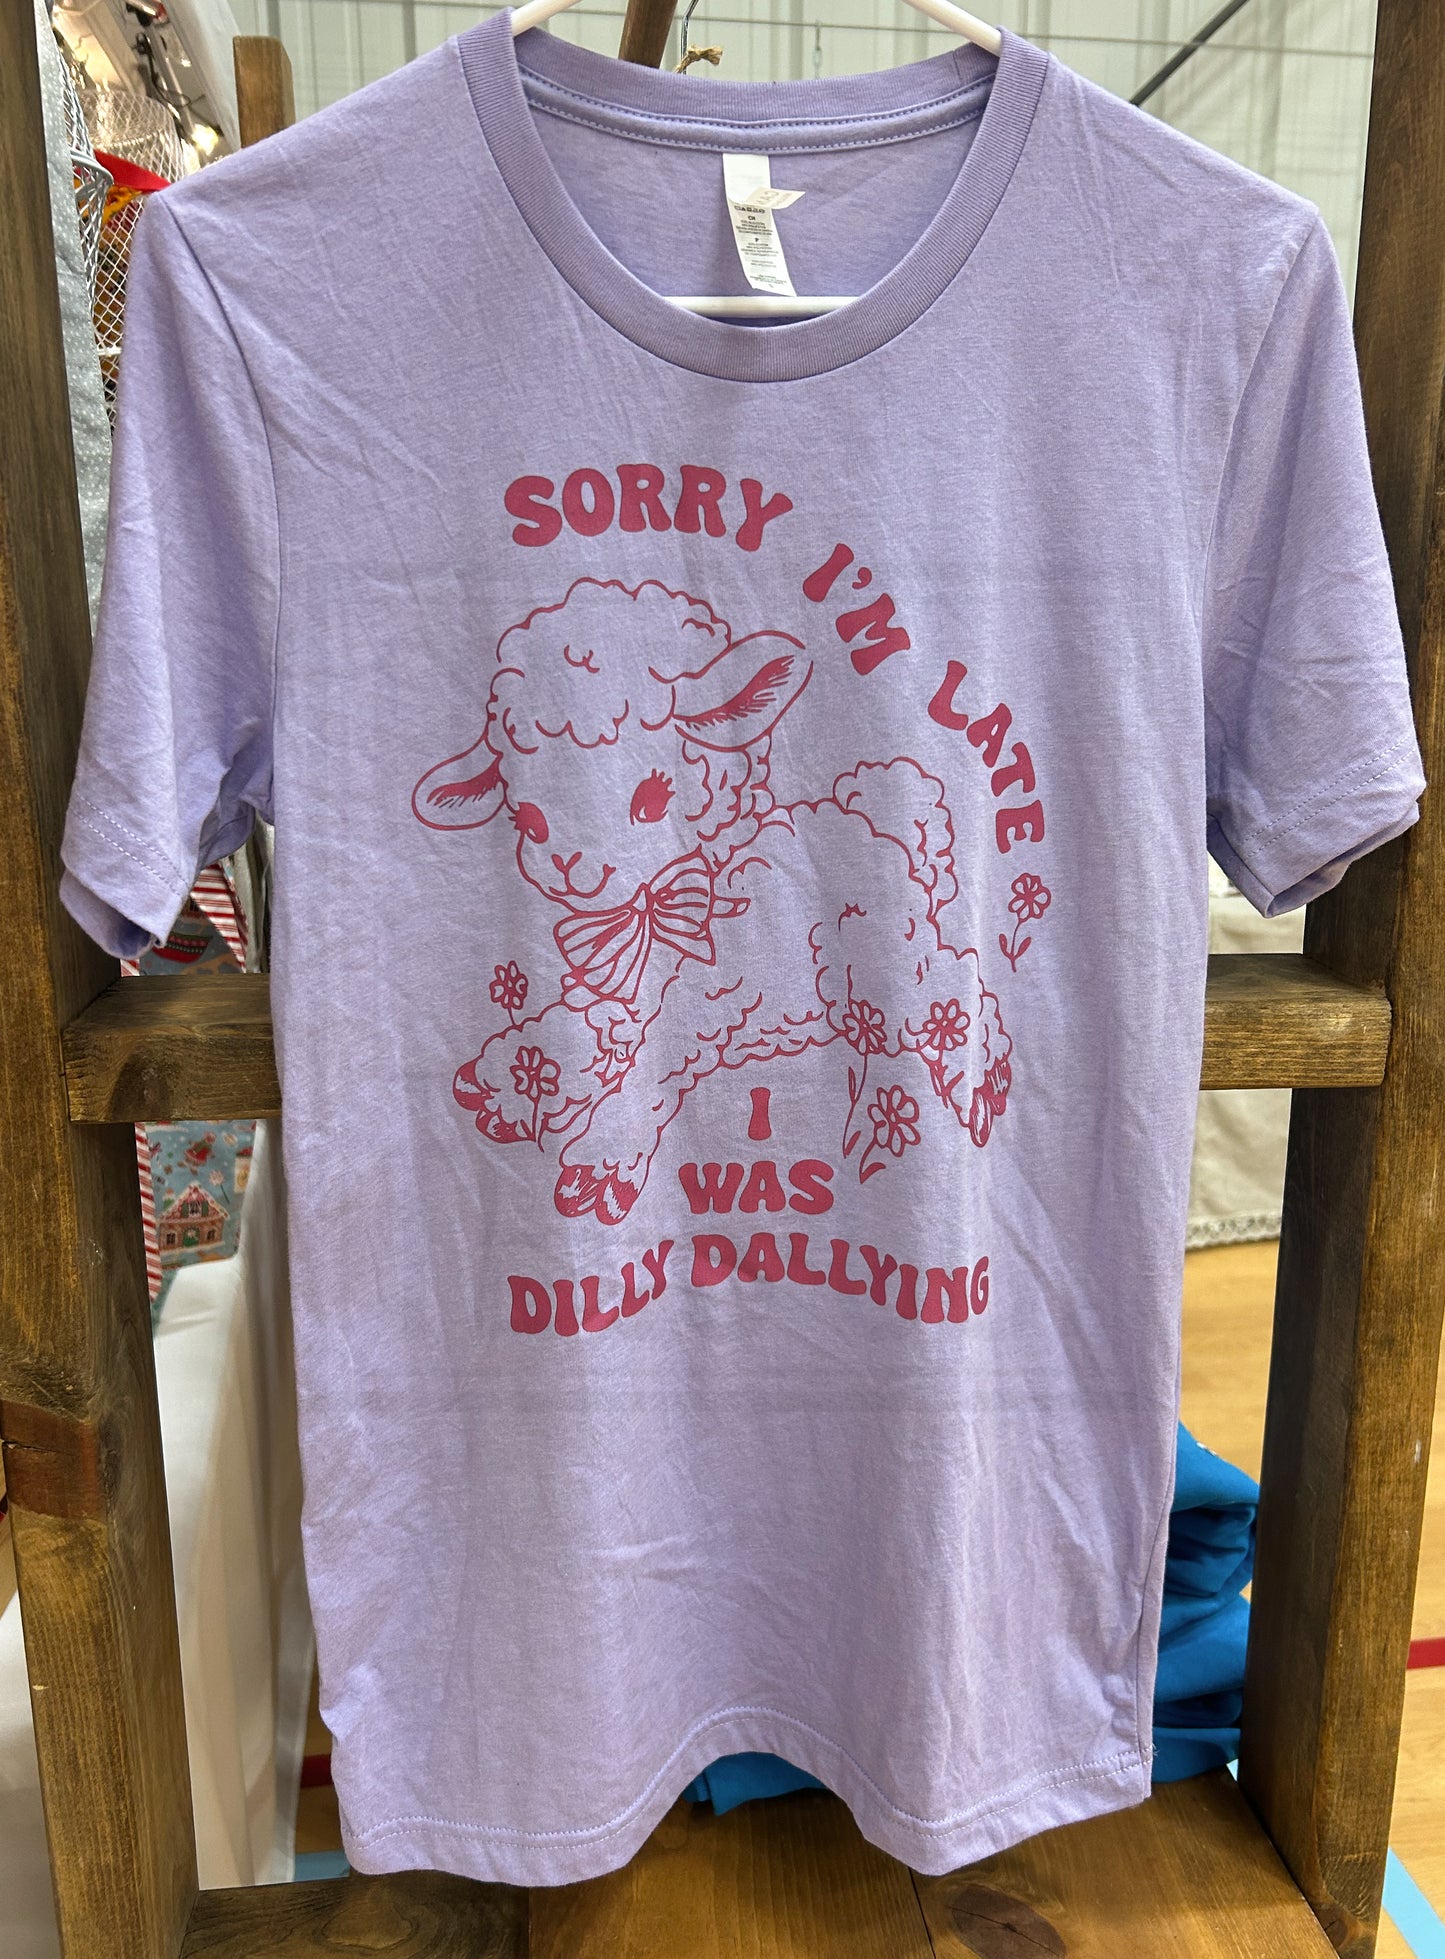 SORRY I'M LATE
I
WAS
DILLY DALLYING